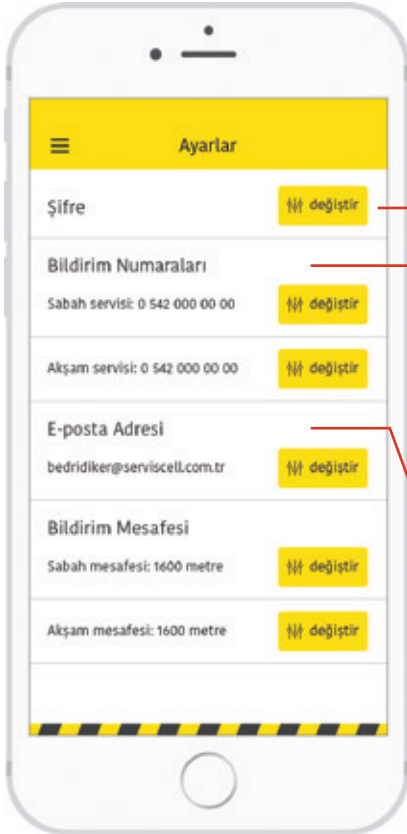 Ayarlar
Şifre
değiştir
Bildirim Numaraları
Sabah servisi: 0 542 000 00 00
değiştir
Akşam servisi: 0 542 000 00 00
değiştir
E-posta Adresi
bedridiker@serviscell.com.tr
değiştir
Bildirim Mesafesi
Sabah mesafesi: 1600 metre
değiştir
Akşam mesafesi: 1600 metre
değiştir